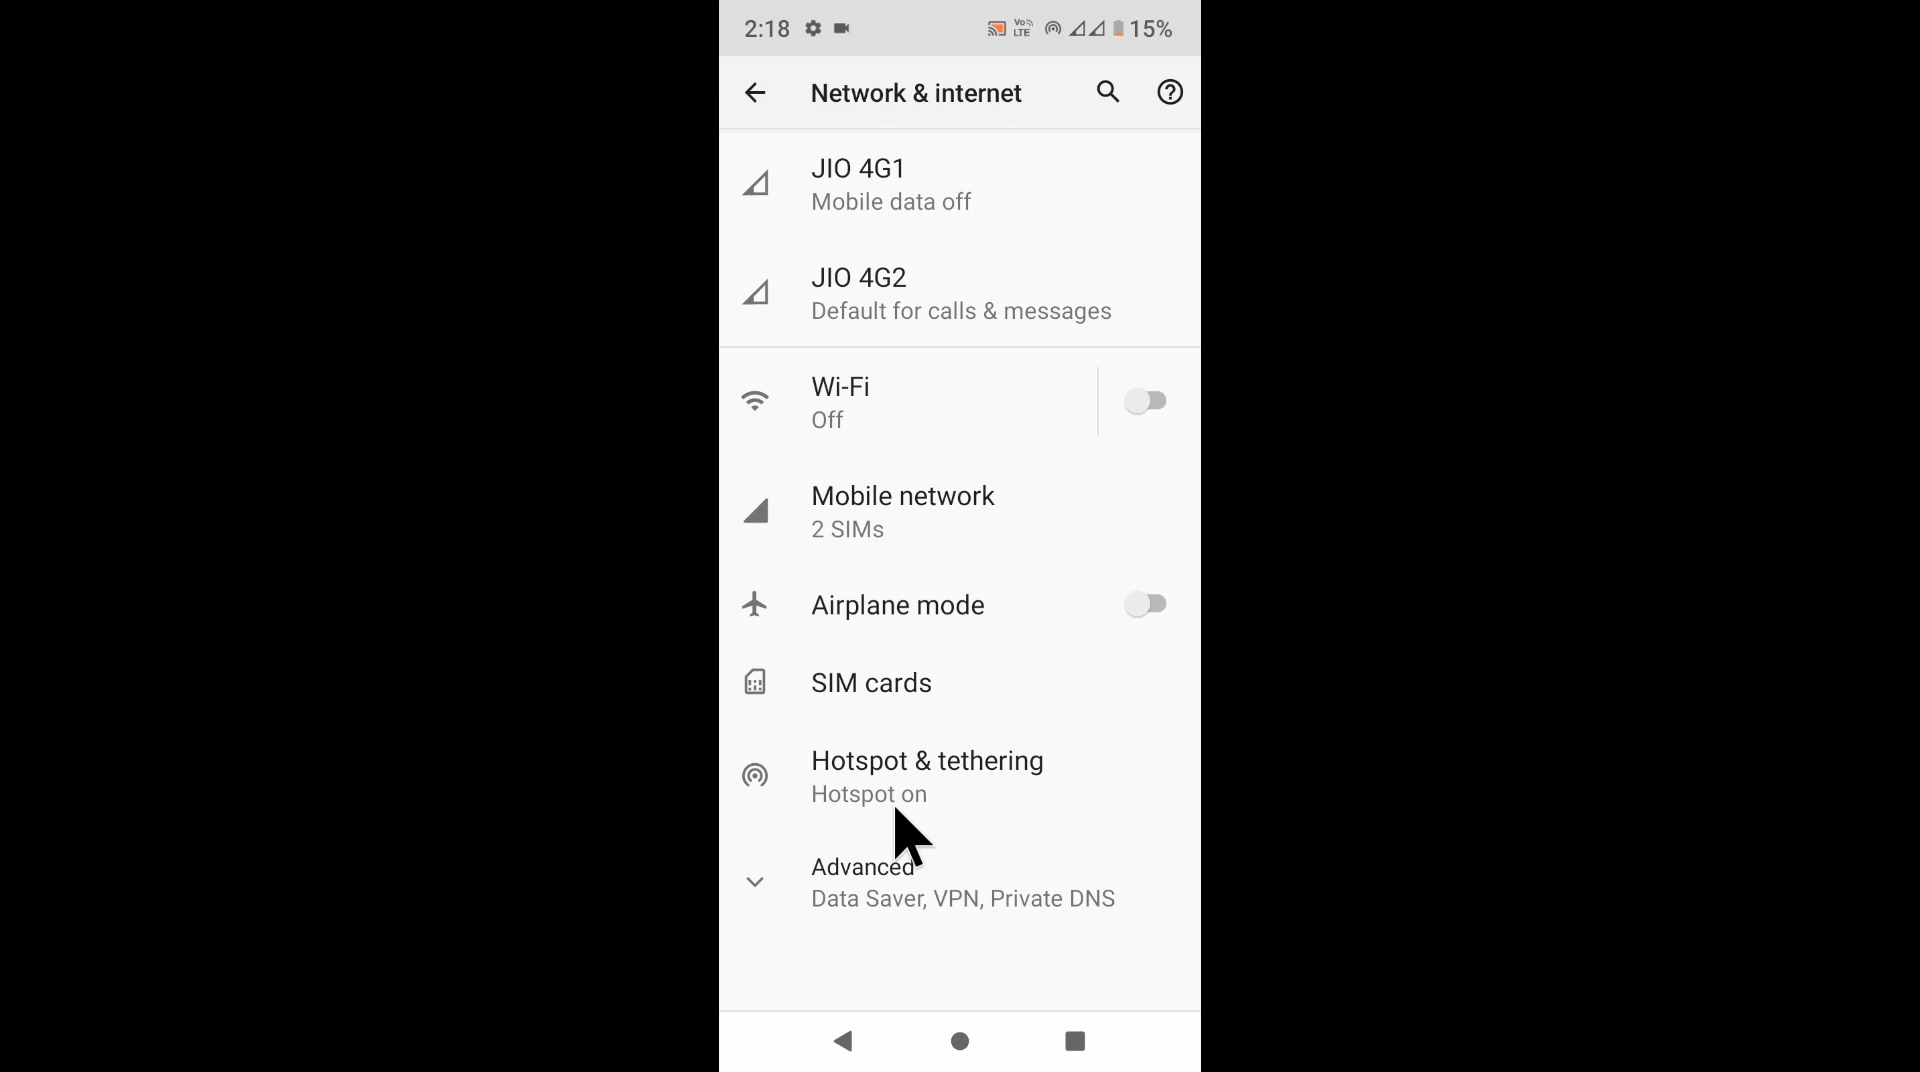 2:18 Vo LTE 15%
Network & internet
JIO 4G1
Mobile data off
JIO 4G2
Default for calls & messages
Wi-Fi
Off
Mobile network
2 SIMs
Airplane mode
SIM cards
Hotspot & tethering
Hotspot on
Advanced
Data Saver, VPN, Private DNS